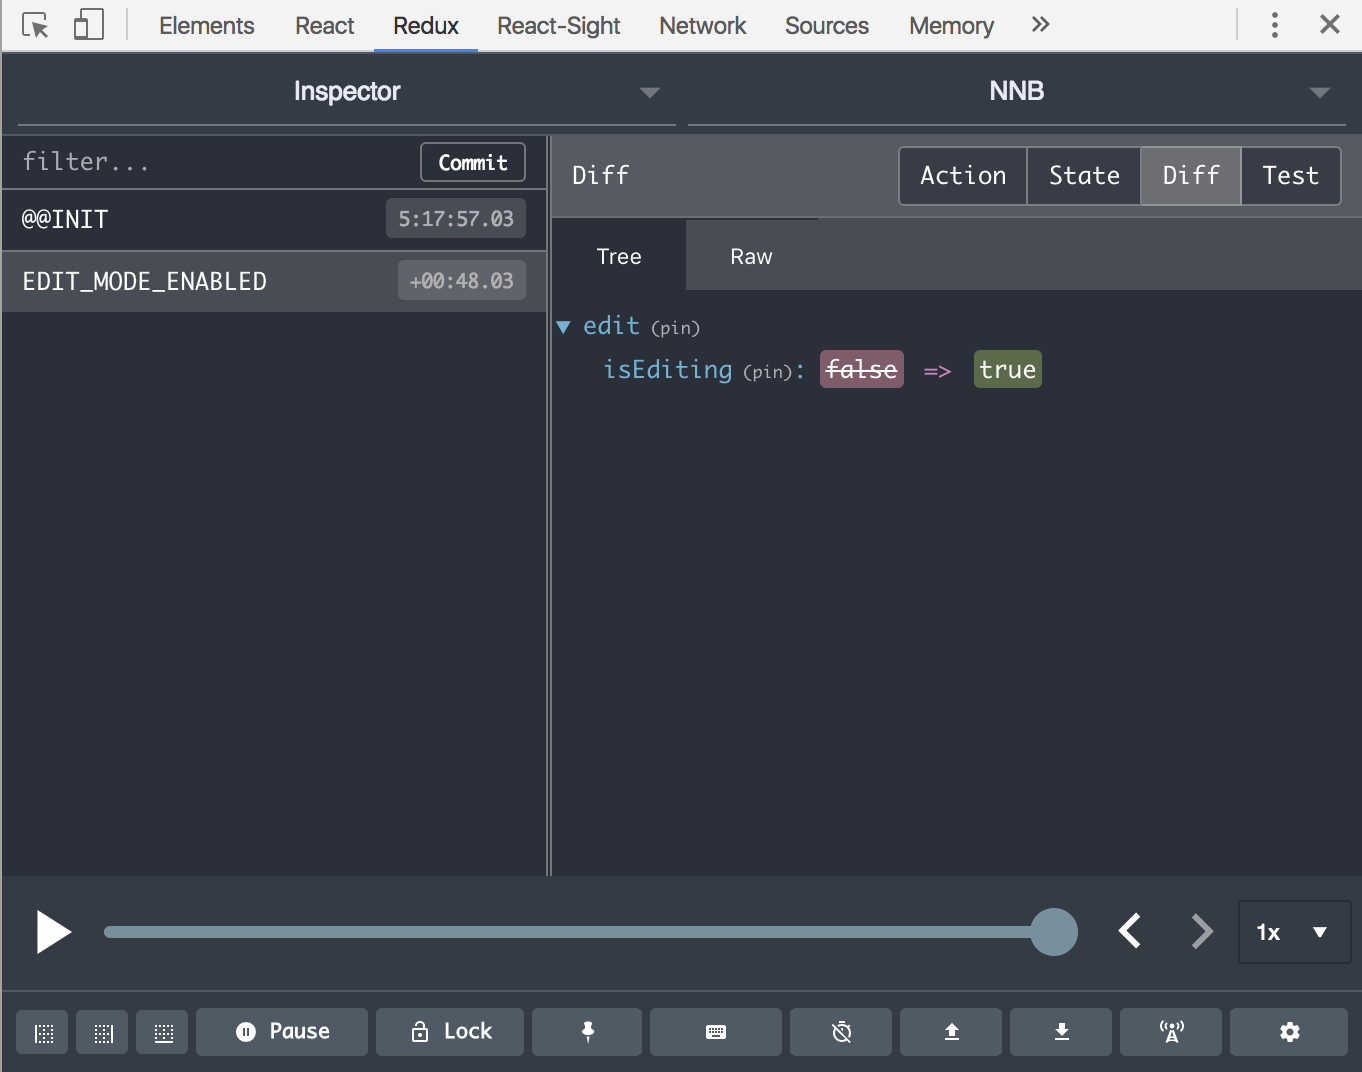 Elements React Redux React-Sight Network Sources Memory
Inspector NNB
filter... Commit
Diff Action State Diff Test
@@INIT 5:17:57.03
Tree Raw
EDIT_MODE_ENABLED +00:48.03
edit (pin)
isEditing (pin): false => true
1x
Pause Lock